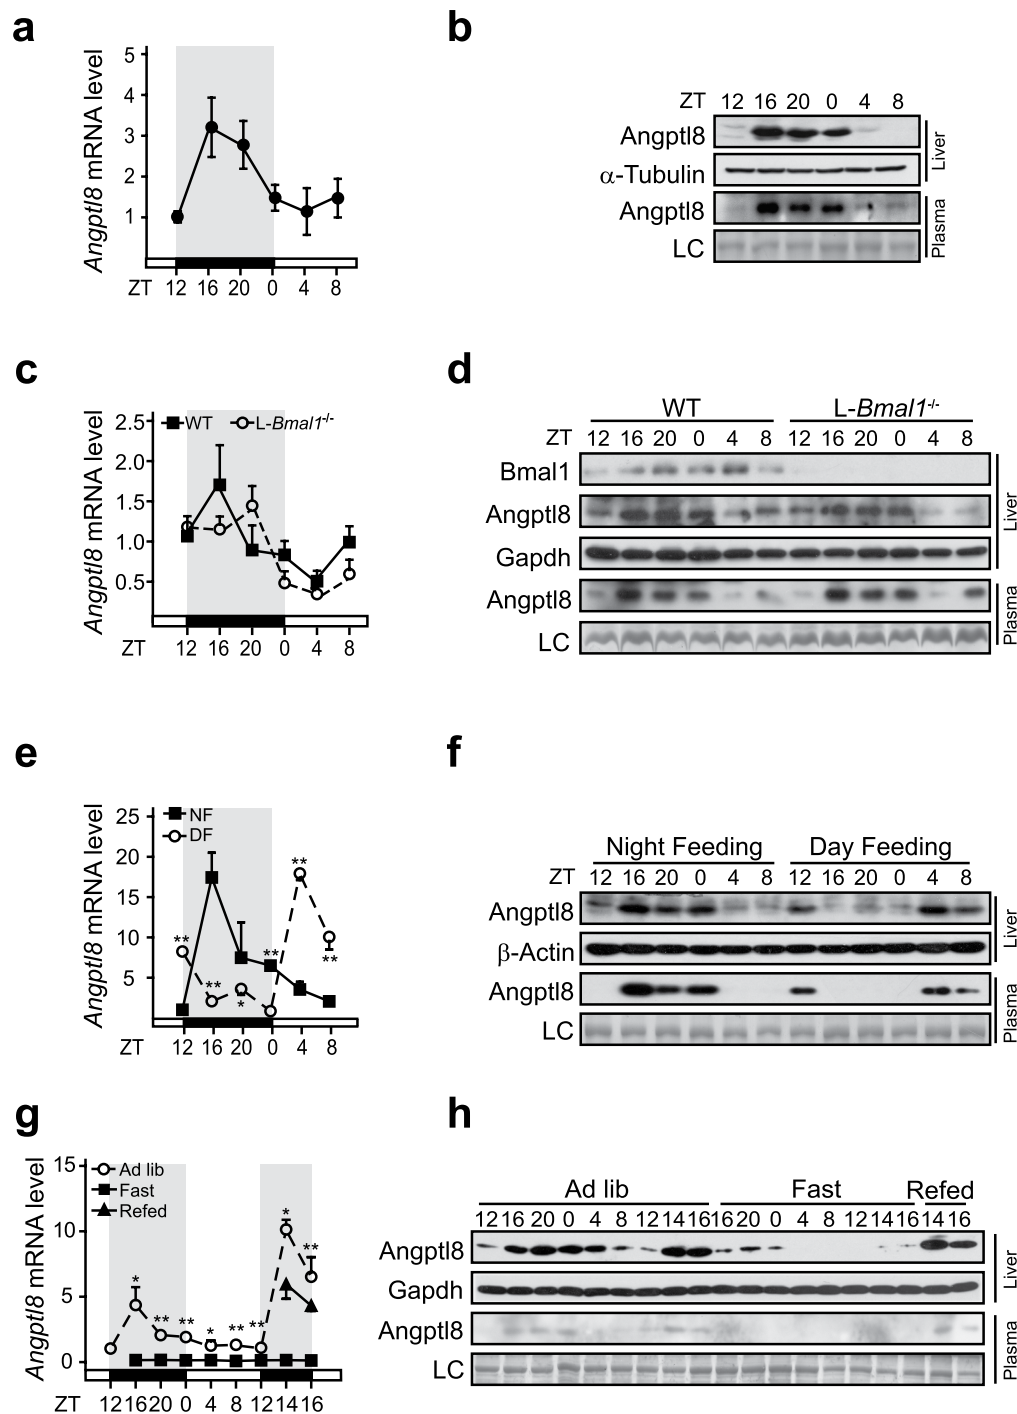 a
Angptl8 mRNA level
5
4
3
2
1
ZT 12 16 20 0 4 8
b
ZT 12 16 20 0 4 8
Angptl8
α-Tubulin
Liver
Angptl8
LC
Plasma
c
Angptl8 mRNA level
WT L-Bmal1-/-
2.5
2.0
1.5
1.0
0.5
ZT 12 16 20 0 4 8
d
WT L-Bmal1-/-
ZT 12 16 20 0 4 8 12 16 20 0 4 8
Bmal1
Angptl8
Gapdh
Liver
Angptl8
LC
Plasma
e
Angptl8 mRNA level
NF
DF
25
20
15
10
5
** ** * ** ** **
ZT 12 16 20 0 4 8
f
Night Feeding Day Feeding
ZT 12 16 20 0 4 8 12 16 20 0 4 8
Angptl8
β-Actin
Liver
Angptl8
LC
Plasma
g
Angptl8 mRNA level
Ad lib
Fast
Refed
15
10
5
0
* ** ** * ** ** * **
ZT 12 16 20 0 4 8 12 14 16
h
Ad lib Fast Refed
12 16 20 0 4 8 12 14 16 16 20 0 4 8 12 14 16 14 16
Angptl8
Gapdh
Liver
Angptl8
LC
Plasma